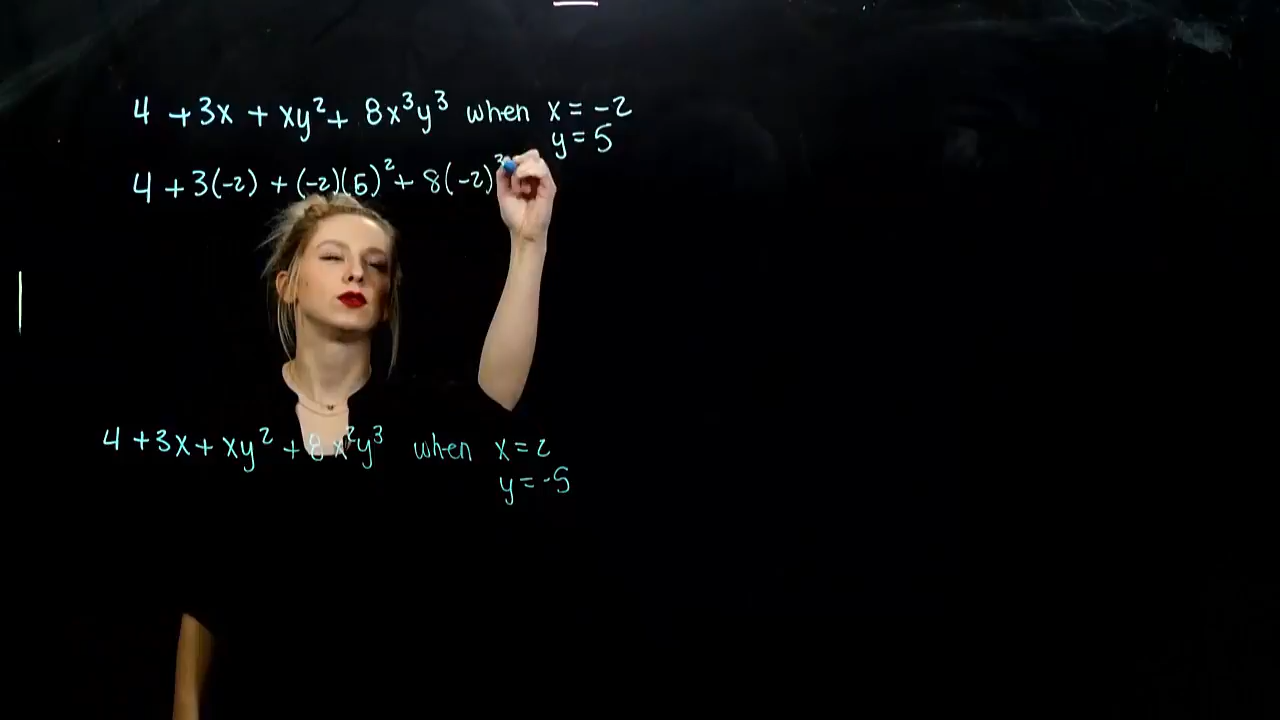 4 + 3x + xy² + 8x³y³ when x = -2
y = 5
4 + 3(-2) + (-2)(5)² + 8(-2)³
4 + 3x + xy² + 8x²y³ when x = 2
y = -5